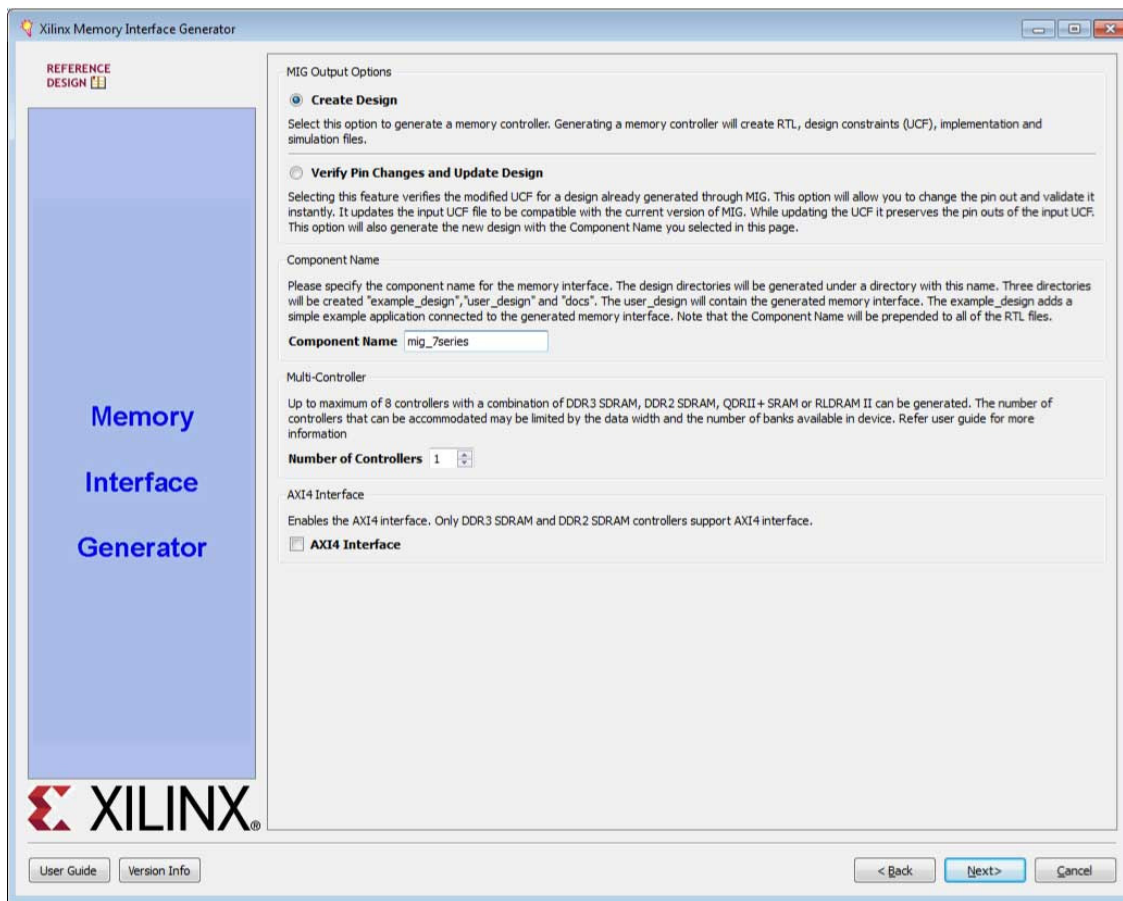 Xilinx Memory Interface Generator
REFERENCE
DESIGN
Memory
Interface
Generator
XILINX®
MIG Output Options
Create Design
Select this option to generate a memory controller. Generating a memory controller will create RTL, design constraints (UCF), implementation and
simulation files.
Verify Pin Changes and Update Design
Selecting this feature verifies the modified UCF for a design already generated through MIG. This option will allow you to change the pin out and validate it
instantly. It updates the input UCF file to be compatible with the current version of MIG. While updating the UCF it preserves the pin outs of the input UCF.
This option will also generate the new design with the Component Name you selected in this page.
Component Name
Please specify the component name for the memory interface. The design directories will be generated under a directory with this name. Three directories
will be created "example_design","user_design" and "docs". The user_design will contain the generated memory interface. The example_design adds a
simple example application connected to the generated memory interface. Note that the Component Name will be prepended to all of the RTL files.
Component Name mig_7series
Multi-Controller
Up to maximum of 8 controllers with a combination of DDR3 SDRAM, DDR2 SDRAM, QDRII+ SRAM or RLDRAM II can be generated. The number of
controllers that can be accommodated may be limited by the data width and the number of banks available in device. Refer user guide for more
information
Number of Controllers 1
AXI4 Interface
Enables the AXI4 interface. Only DDR3 SDRAM and DDR2 SDRAM controllers support AXI4 interface.
AXI4 Interface
User Guide Version Info < Back Next> Cancel